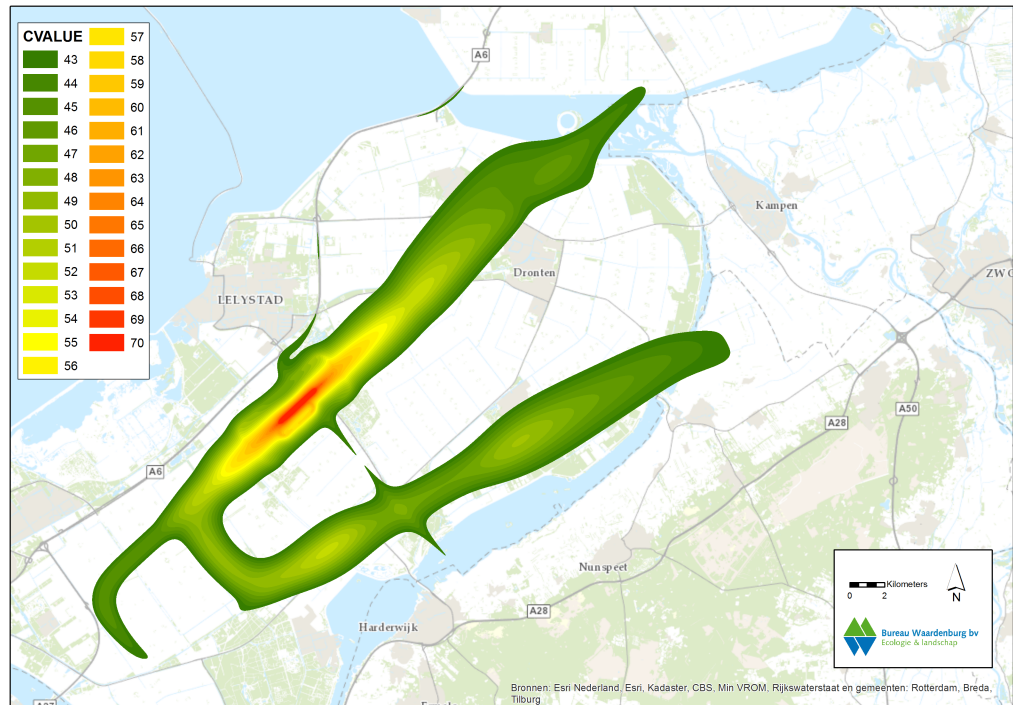 CVALUE
43
44
45
46
47
48
49
50
51
52
53
54
55
56
57
58
59
60
61
62
63
64
65
66
67
68
69
70
A6
Kampen
Dronten
LELYSTAD
ZWO
A50
A28
A6
Nunspeet
A28
Harderwijk
Kilometers
0 2
N
Bureau Waardenburg bv
Ecologie & landschap
Bronnen: Esri Nederland, Esri, Kadaster, CBS, Min VROM, Rijkswaterstaat en gemeenten: Rotterdam, Breda,
Tilburg
A27